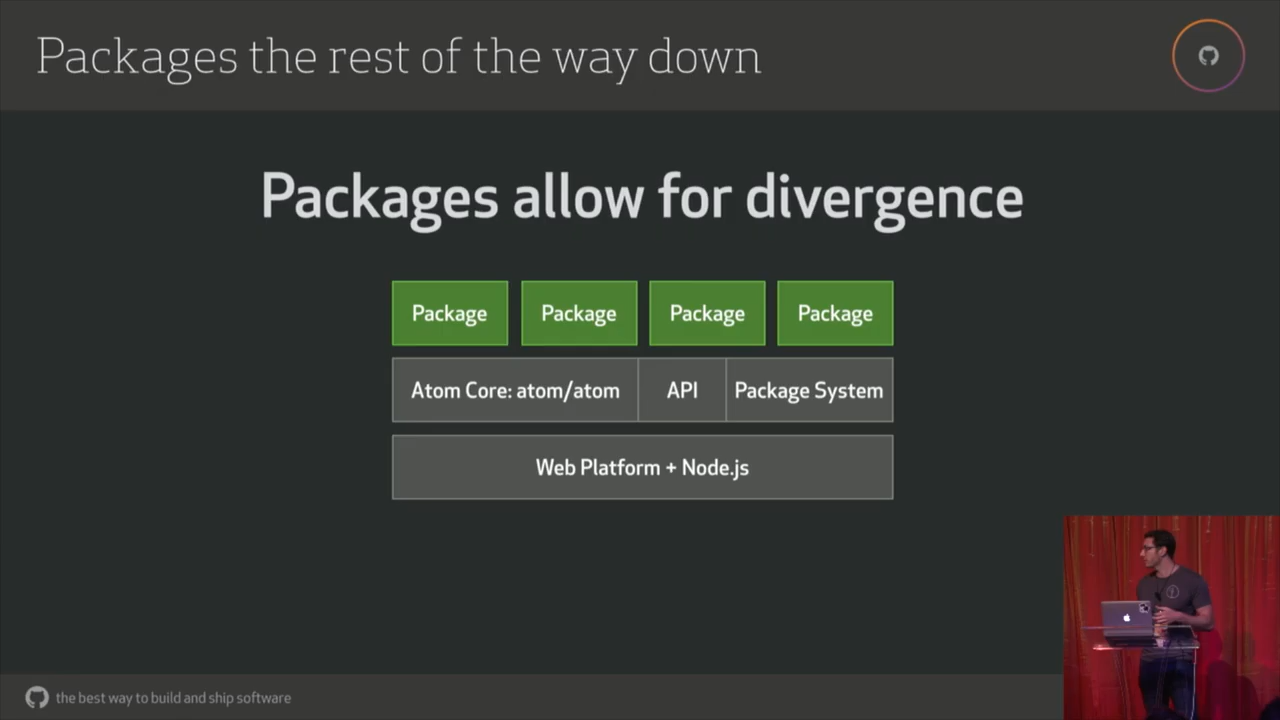 Packages the rest of the way down
Packages allow for divergence
Package Package Package Package
Atom Core: atom/atom API Package System
Web Platform + Node.js
the best way to build and ship software